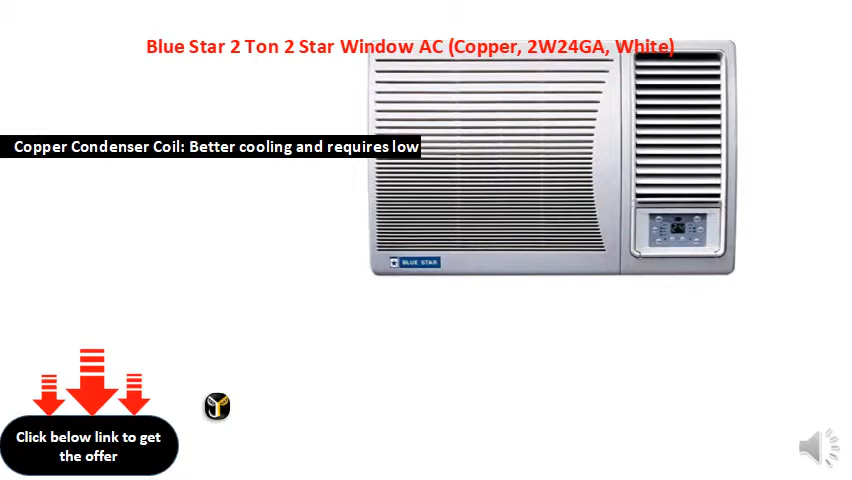 Blue Star 2 Ton 2 Star Window AC (Copper, 2W24GA, White)
Copper Condenser Coil: Better cooling and requires low
BLUE STAR
Click below link to get
the offer